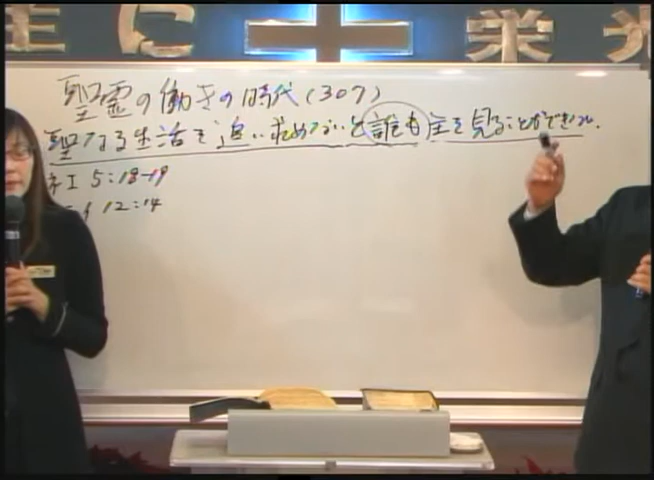 主に 栄光
聖霊の働きの時代(307)
聖なる生活を追い求めないと誰も主を見ることができない.
5:18-19
12:14